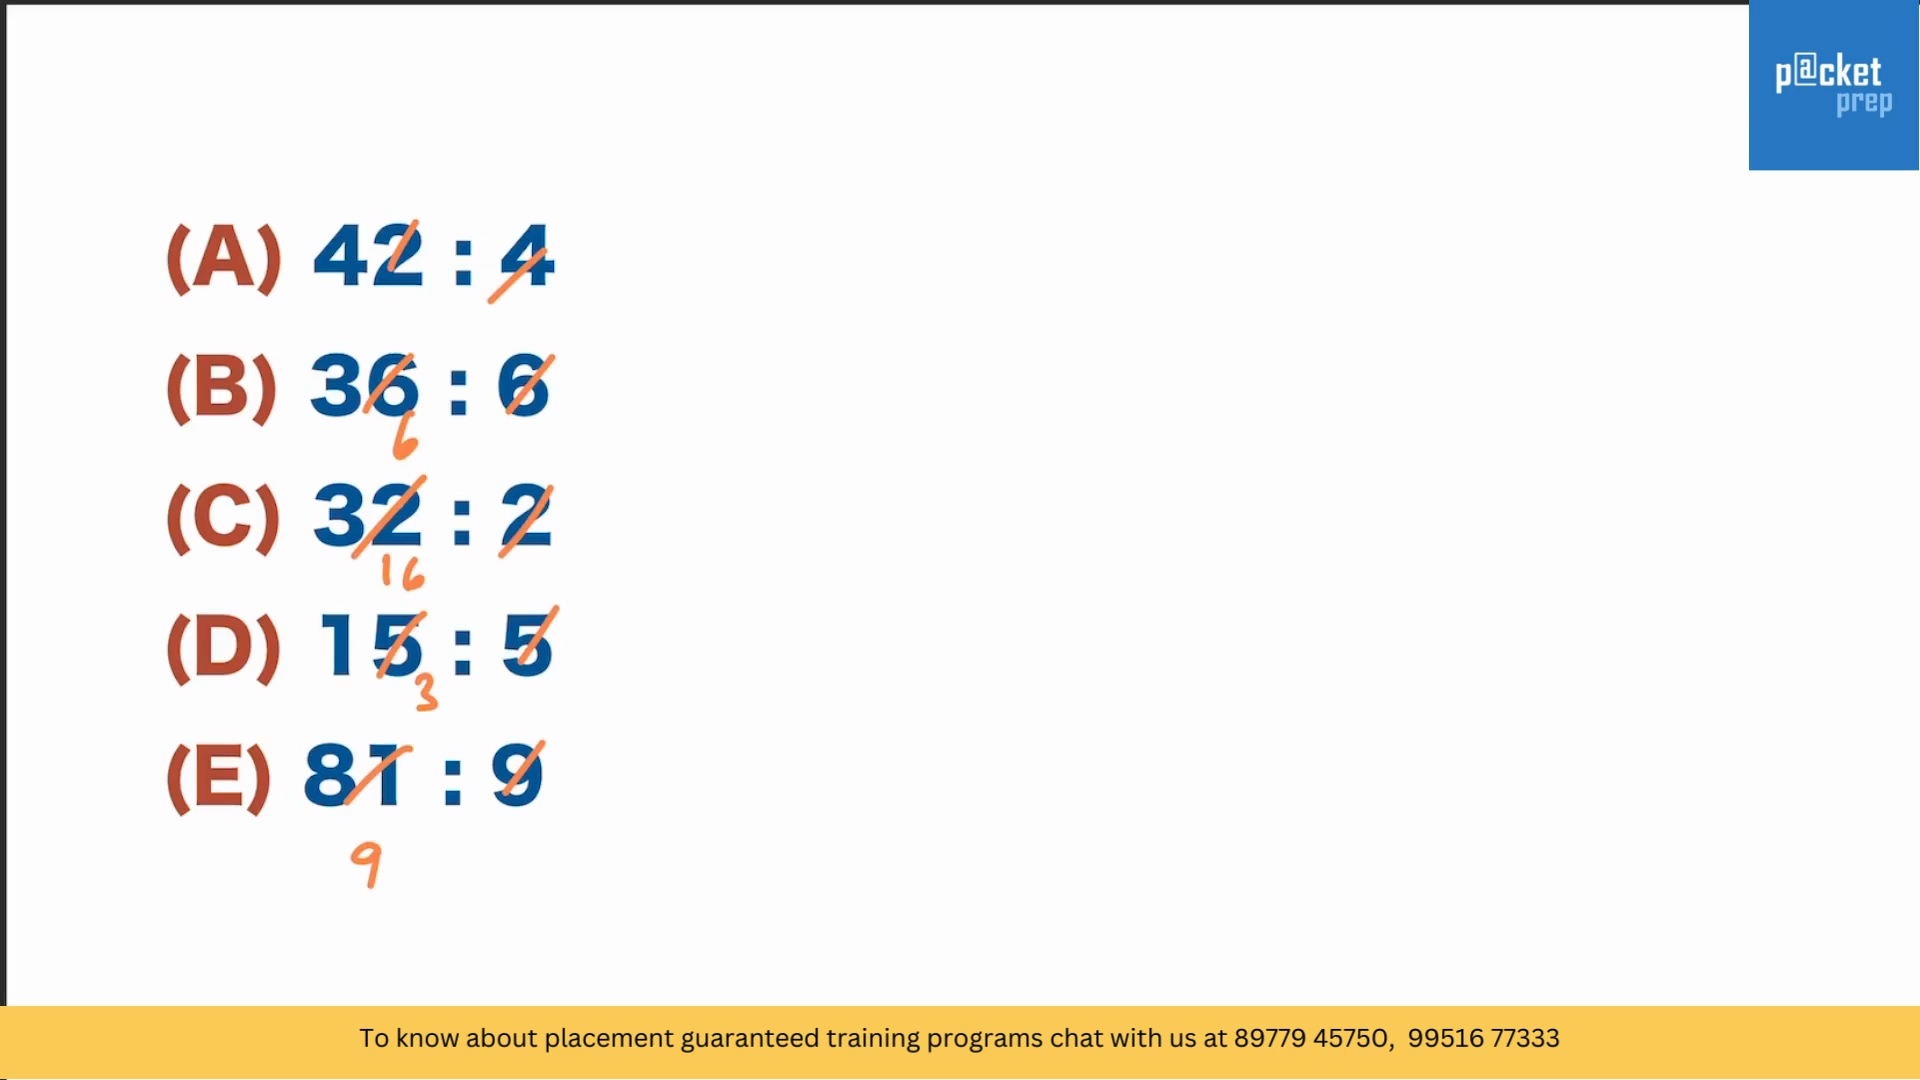 p@cket
prep
(A) 42 : 4
(B) 36 : 6
6
(C) 32 : 2
16
(D) 15 : 5
3
(E) 81 : 9
9
To know about placement guaranteed training programs chat with us at 89779 45750, 99516 77333